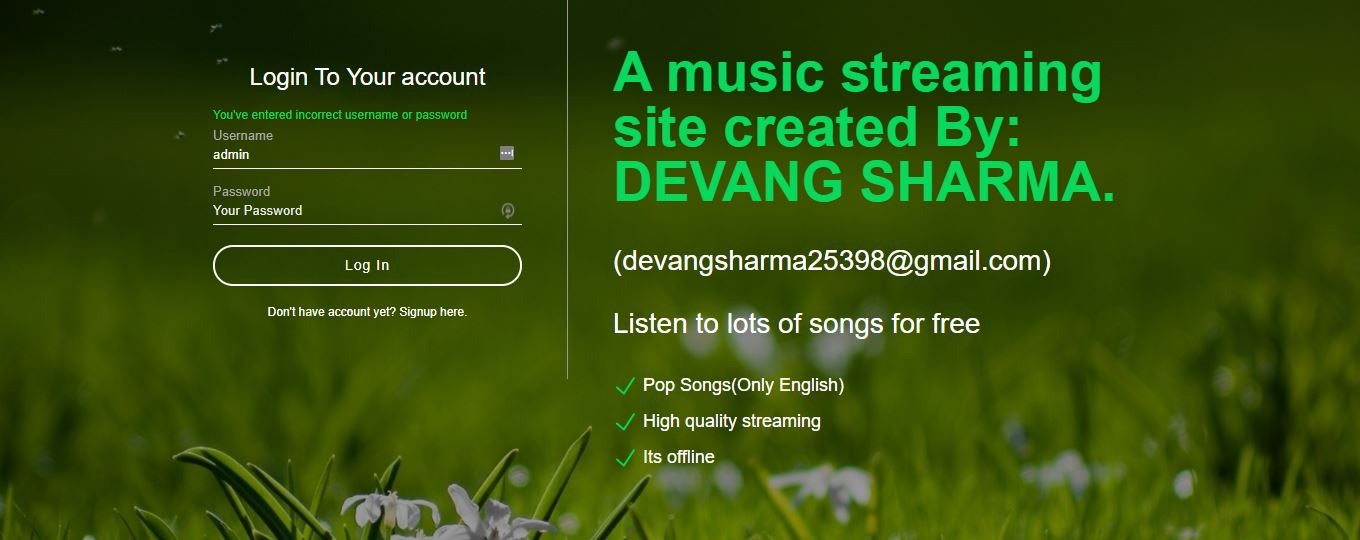 Login To Your account
You've entered incorrect username or password
Username
admin
Password
Your Password
Log In
Don't have account yet? Signup here.
A music streaming
site created By:
DEVANG SHARMA.
(devangsharma25398@gmail.com)
Listen to lots of songs for free
Pop Songs(Only English)
High quality streaming
Its offline